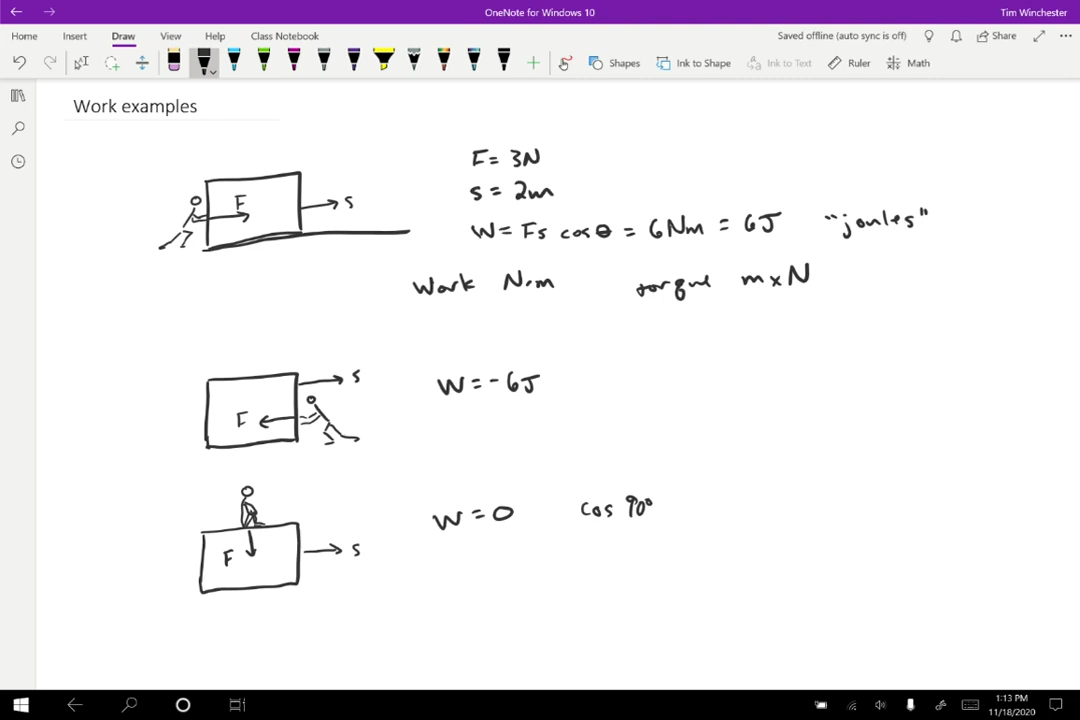 OneNote for Windows 10
Tim Winchester
Home Insert Draw View Help Class Notebook
Saved offline (auto sync is off) Share
Shapes Ink to Shape Ink to Text Ruler Math
Work examples
F = 3N
s = 2m
F s
W = Fs cosθ = 6Nm = 6J "joules"
Work N·m torque m×N
s
F
W = -6J
W = 0 cos 90°
F s
1:13 PM
11/18/2020